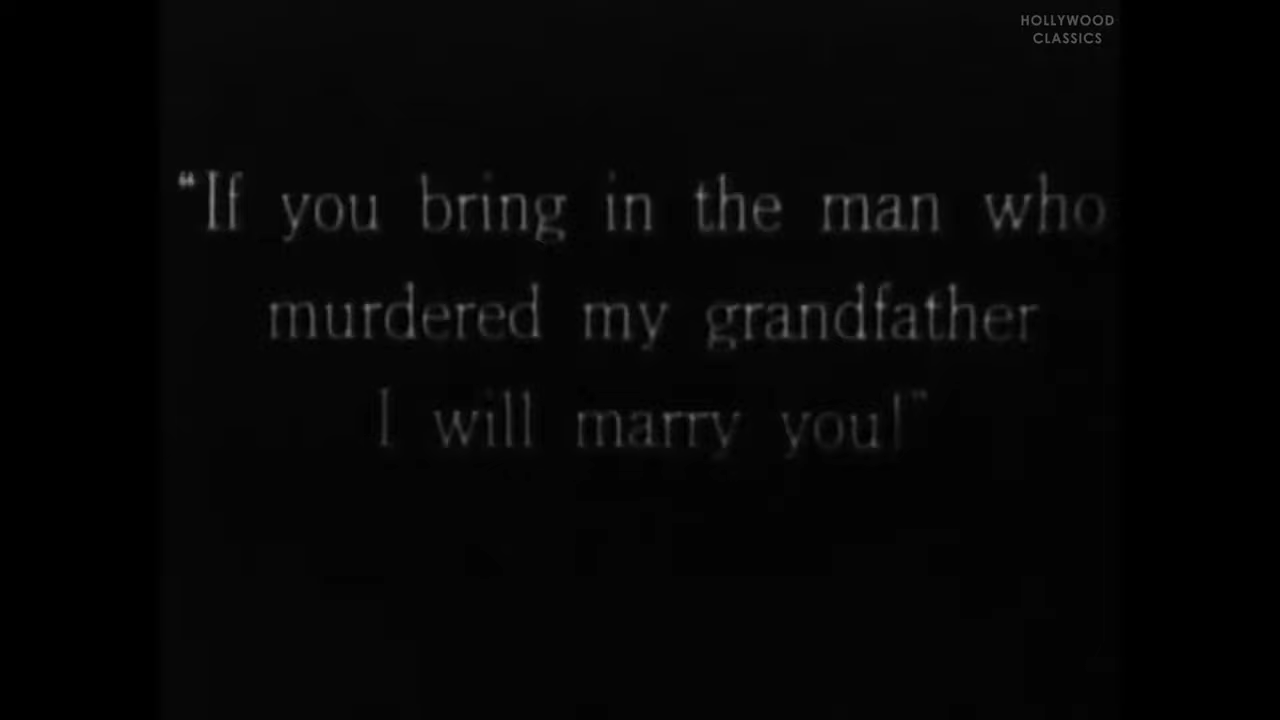 HOLLYWOOD
CLASSICS
“If you bring in the man who
murdered my grandfather
I will marry you!”